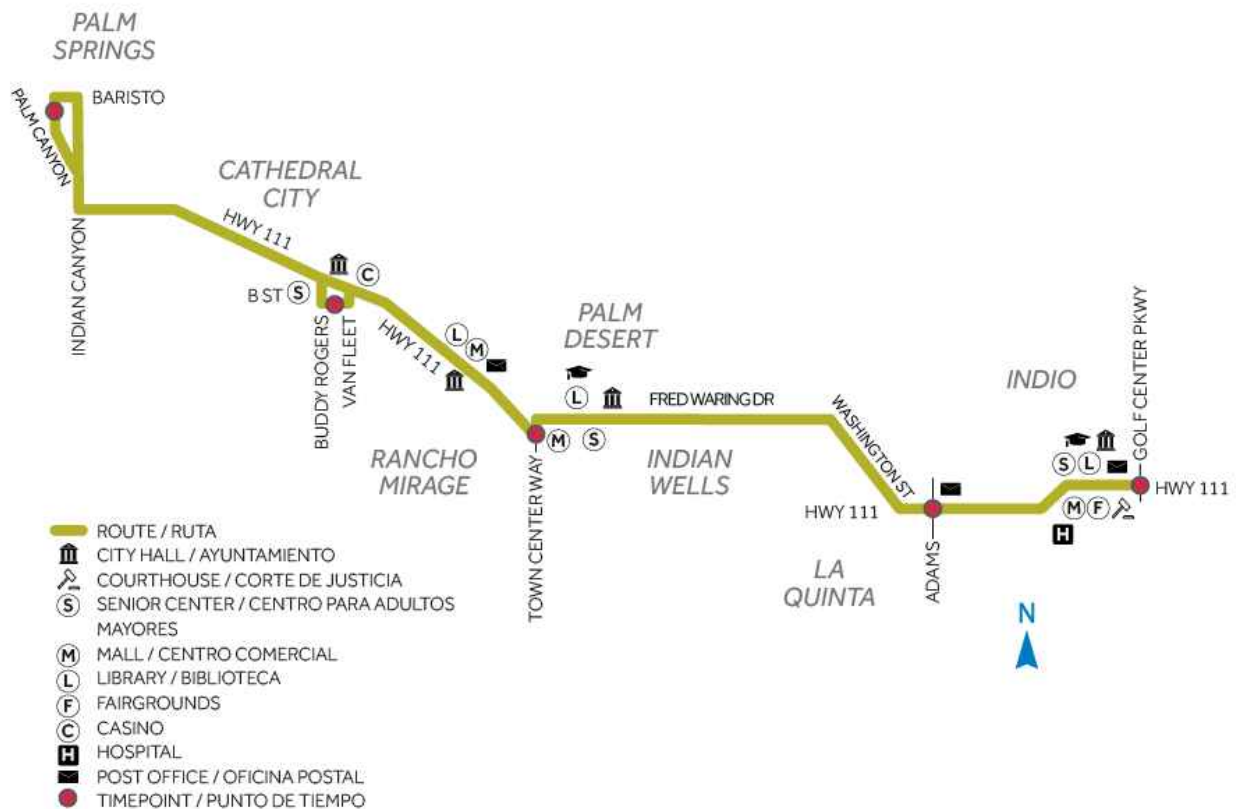 PALM
SPRINGS
BARISTO
PALM CANYON
INDIAN CANYON
CATHEDRAL
CITY
HWY 111
C
B ST
S
BUDDY ROGERS
VAN FLEET
HWY 111
L
M
RANCHO
MIRAGE
PALM
DESERT
L
FRED WARING DR
M
S
TOWN CENTER WAY
INDIAN
WELLS
WASHINGTON ST
HWY 111
ADAMS
LA
QUINTA
INDIO
GOLF CENTER PKWY
S
L
HWY 111
M
F
H
N
ROUTE / RUTA
CITY HALL / AYUNTAMIENTO
COURTHOUSE / CORTE DE JUSTICIA
S SENIOR CENTER / CENTRO PARA ADULTOS
MAYORES
M MALL / CENTRO COMERCIAL
L LIBRARY / BIBLIOTECA
F FAIRGROUNDS
C CASINO
H HOSPITAL
POST OFFICE / OFICINA POSTAL
TIMEPOINT / PUNTO DE TIEMPO